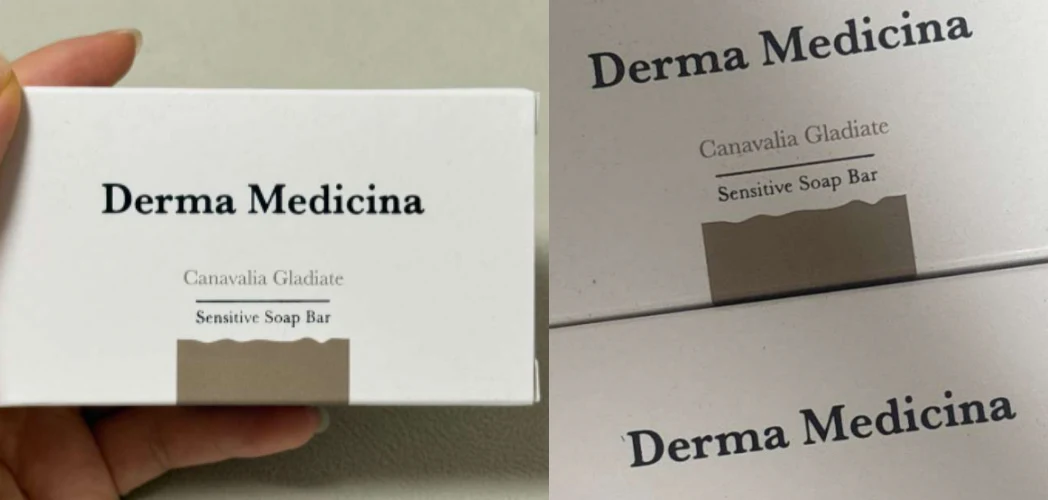 Derma Medicina
Canavalia Gladiate
Sensitive Soap Bar
Derma Medicina
Canavalia Gladiate
Sensitive Soap Bar
Derma Medicina